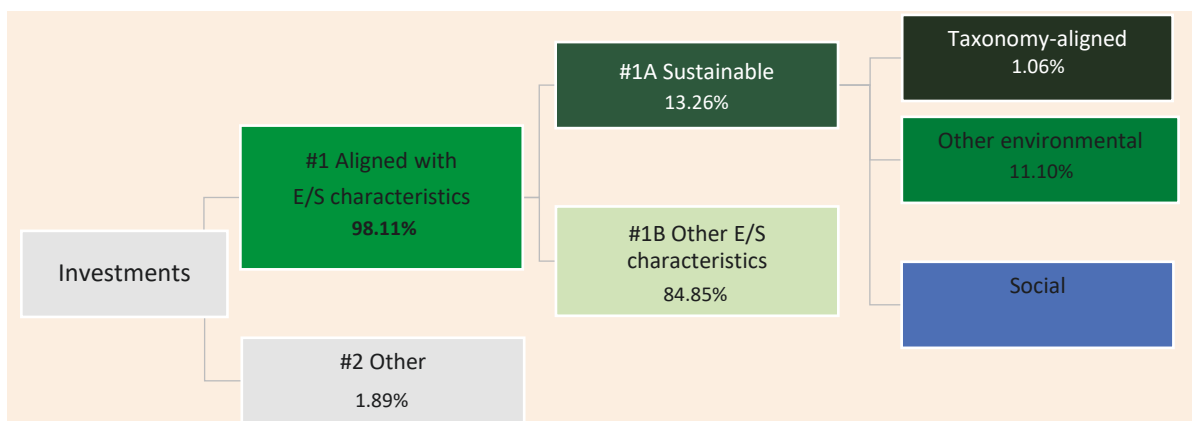 Investments
#1 Aligned with
E/S characteristics
98.11%
#2 Other
1.89%
#1A Sustainable
13.26%
#1B Other E/S
characteristics
84.85%
Taxonomy-aligned
1.06%
Other environmental
11.10%
Social